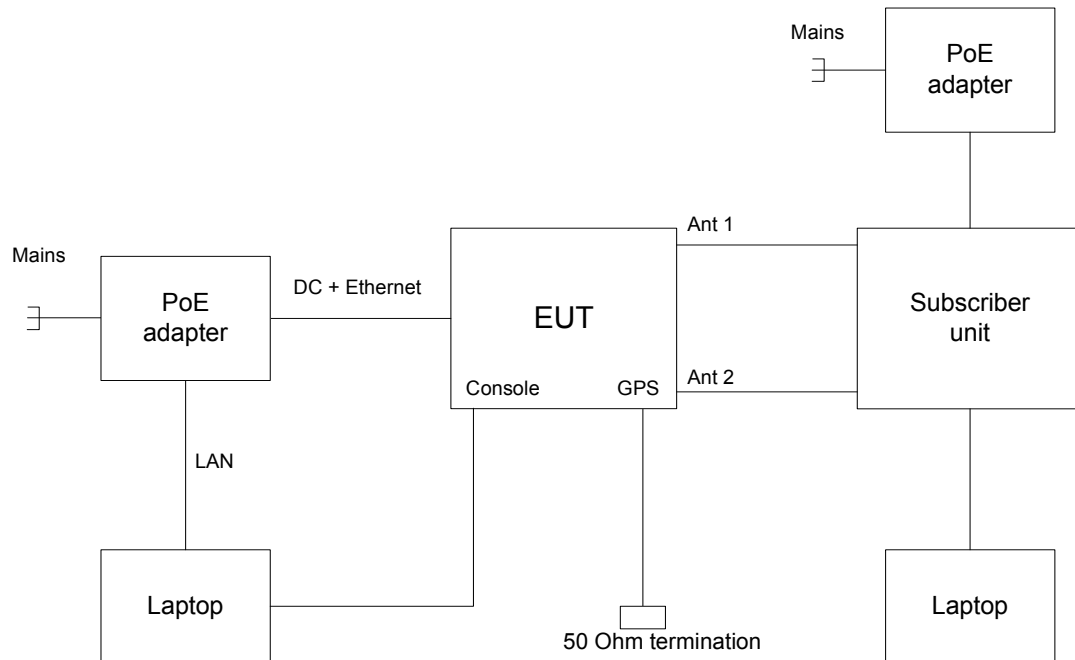 Mains
PoE
adapter
Ant 1
Mains
PoE
adapter
DC + Ethernet
EUT
Subscriber
unit
Console
GPS
Ant 2
LAN
Laptop
50 Ohm termination
Laptop